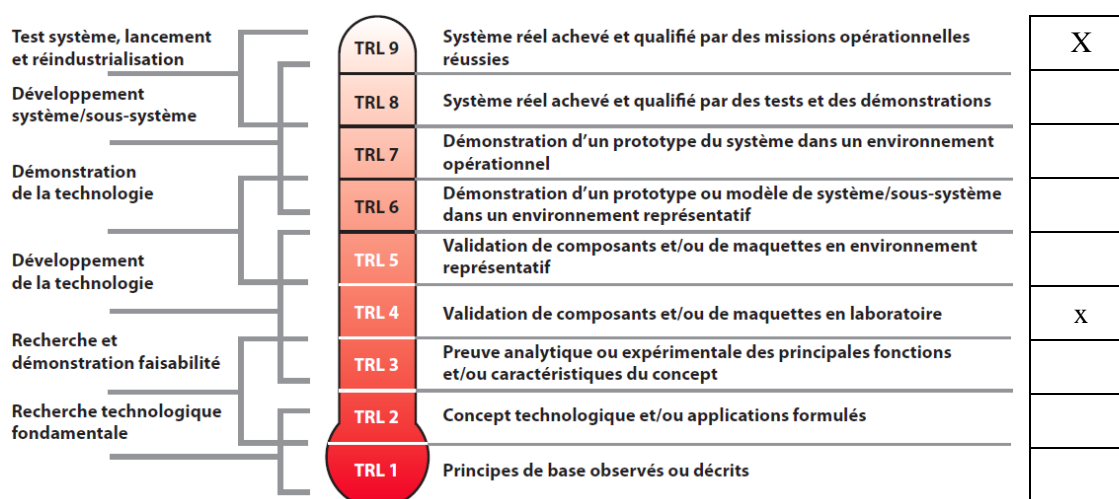 Test système, lancement
et réindustrialisation
TRL 9
Système réel achevé et qualifié par des missions opérationnelles
réussies
X
Développement
système/sous-système
TRL 8
Système réel achevé et qualifié par des tests et des démonstrations
TRL 7
Démonstration d'un prototype du système dans un environnement
opérationnel
Démonstration
de la technologie
TRL 6
Démonstration d'un prototype ou modèle de système/sous-système
dans un environnement représentatif
Développement
de la technologie
TRL 5
Validation de composants et/ou de maquettes en environnement
représentatif
TRL 4
Validation de composants et/ou de maquettes en laboratoire
x
Recherche et
démonstration faisabilité
TRL 3
Preuve analytique ou expérimentale des principales fonctions
et/ou caractéristiques du concept
Recherche technologique
fondamentale
TRL 2
Concept technologique et/ou applications formulés
TRL 1
Principes de base observés ou décrits